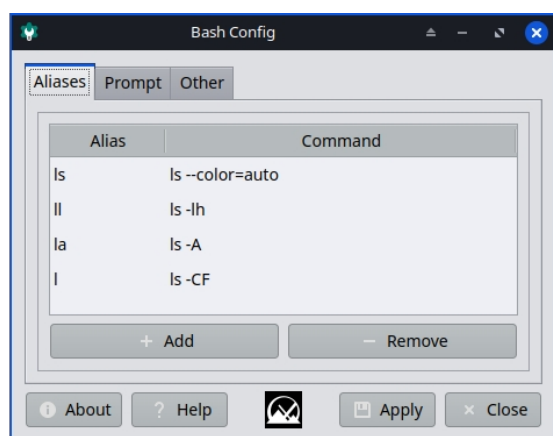 Bash Config
Aliases Prompt Other
Alias Command
ls ls --color=auto
ll ls -lh
la ls -A
l ls -CF
+ Add − Remove
About ? Help Apply × Close